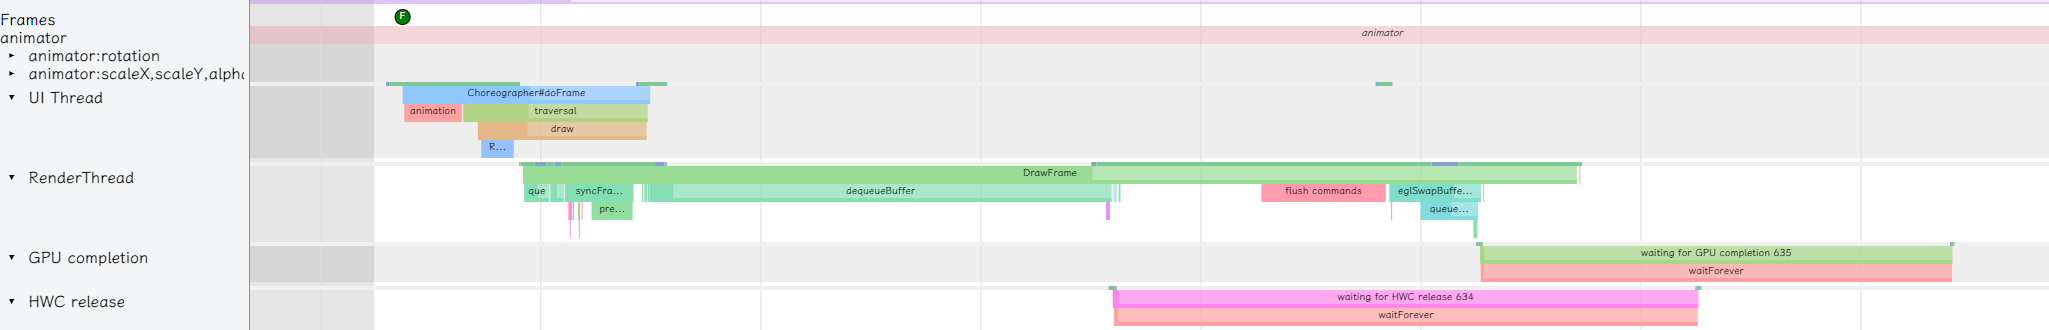 Frames
F
animator
animator
animator:rotation
animator:scaleX,scaleY,alpha
UI Thread
Choreographer#doFrame
animation
traversal
draw
R...
RenderThread
DrawFrame
que
syncFra...
dequeueBuffer
flush commands
eglSwapBuffe...
pre...
queue...
GPU completion
waiting for GPU completion 635
waitForever
HWC release
waiting for HWC release 634
waitForever